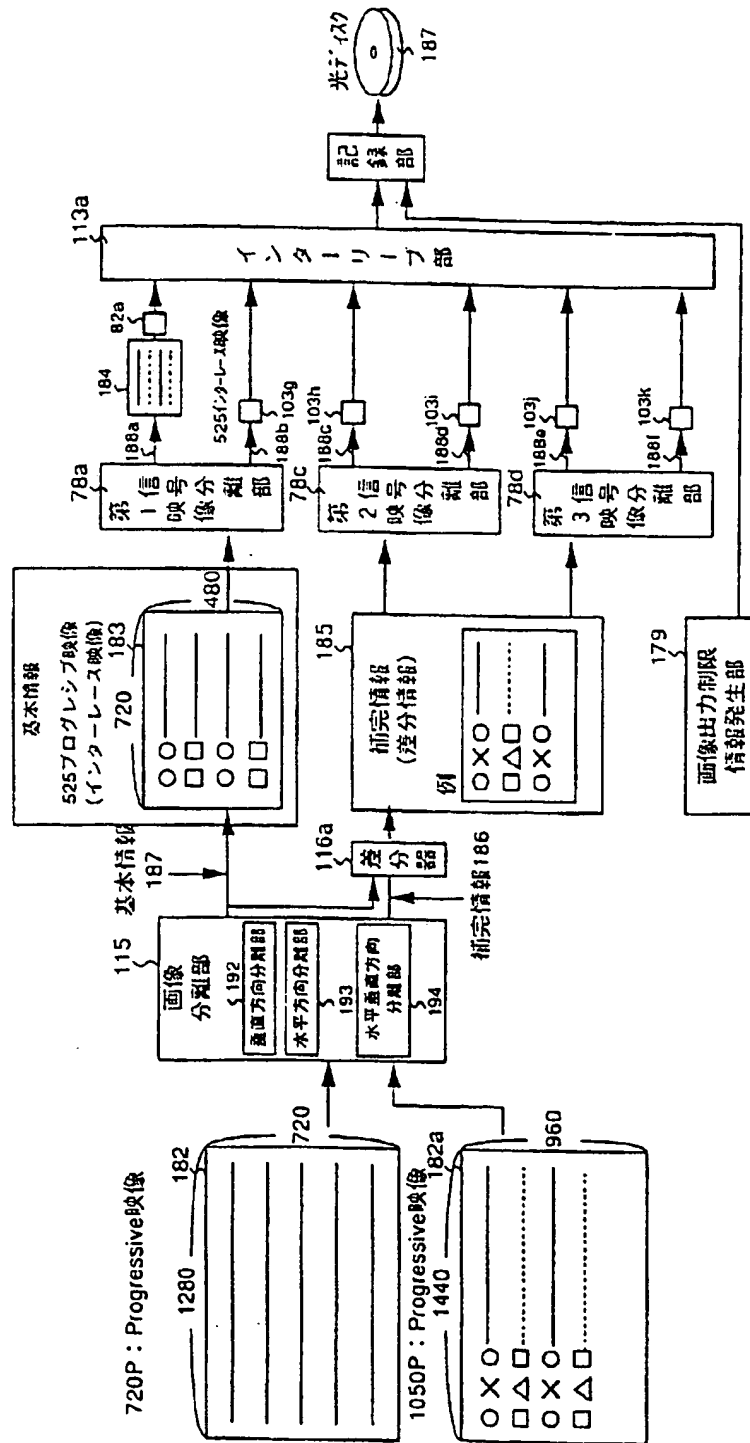 720P：Progressive映像
1280
182
720
1050P：Progressive映像
1440
182a
960
○×○
□△□
○×○
□△□
115
画像
分離部
192
垂直方向分離部
水平方向分離部
193
水平垂直方向
分離部
194
基本情報
187
116a
差分器
補完情報186
基本情報
525プログレシブ映像
(インターレース映像)
720
183
480
○○
□□
○○
□□
185
補完情報
(差分情報)
例
○×○
□△□
○×○
179
画像出力制限
情報発生部
78a
第1信号
映像分離部
188a
184
82a
525インターレース映像
188b
103g
78c
第2信号
映像分離部
188c
103h
188d
103i
78d
第3信号
映像分離部
188e
103j
188f
103k
113a
インターリーブ部
記録部
光ディスク
187